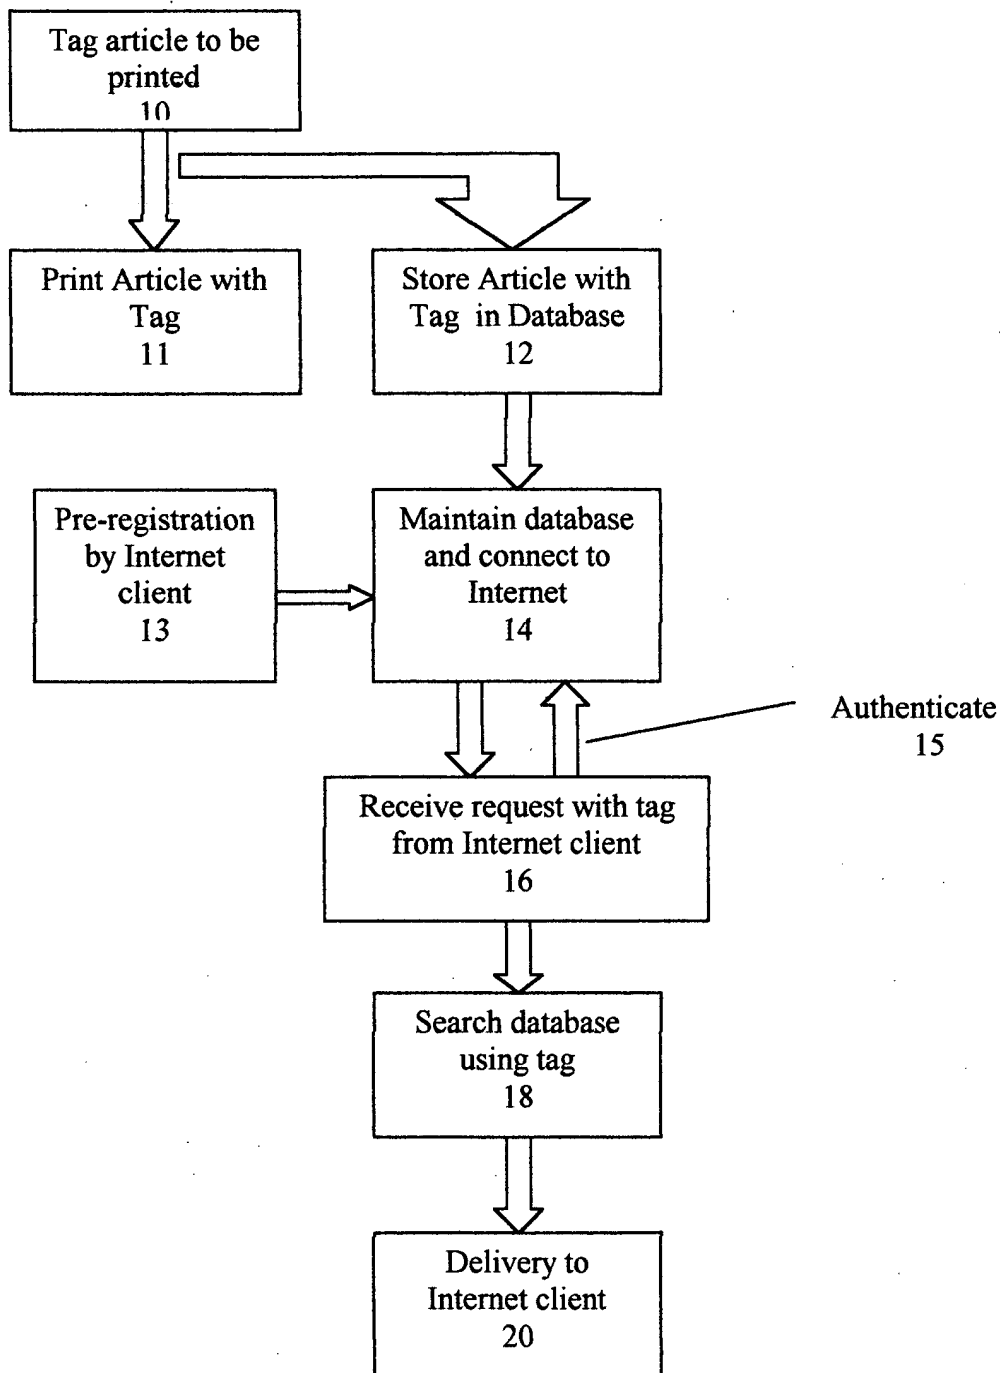 Tag article to be
printed
10
Print Article with
Tag
11
Store Article with
Tag in Database
12
Pre-registration
by Internet
client
13
Maintain database
and connect to
Internet
14
Authenticate
15
Receive request with tag
from Internet client
16
Search database
using tag
18
Delivery to
Internet client
20